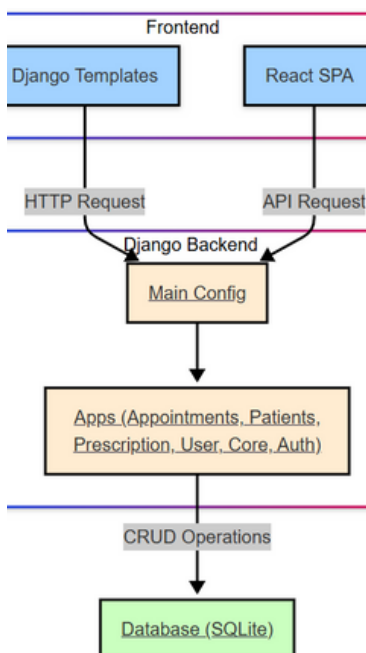 Frontend
Django Templates
React SPA
HTTP Request
API Request
Django Backend
Main Config
Apps (Appointments, Patients,
Prescription, User, Core, Auth)
CRUD Operations
Database (SQLite)